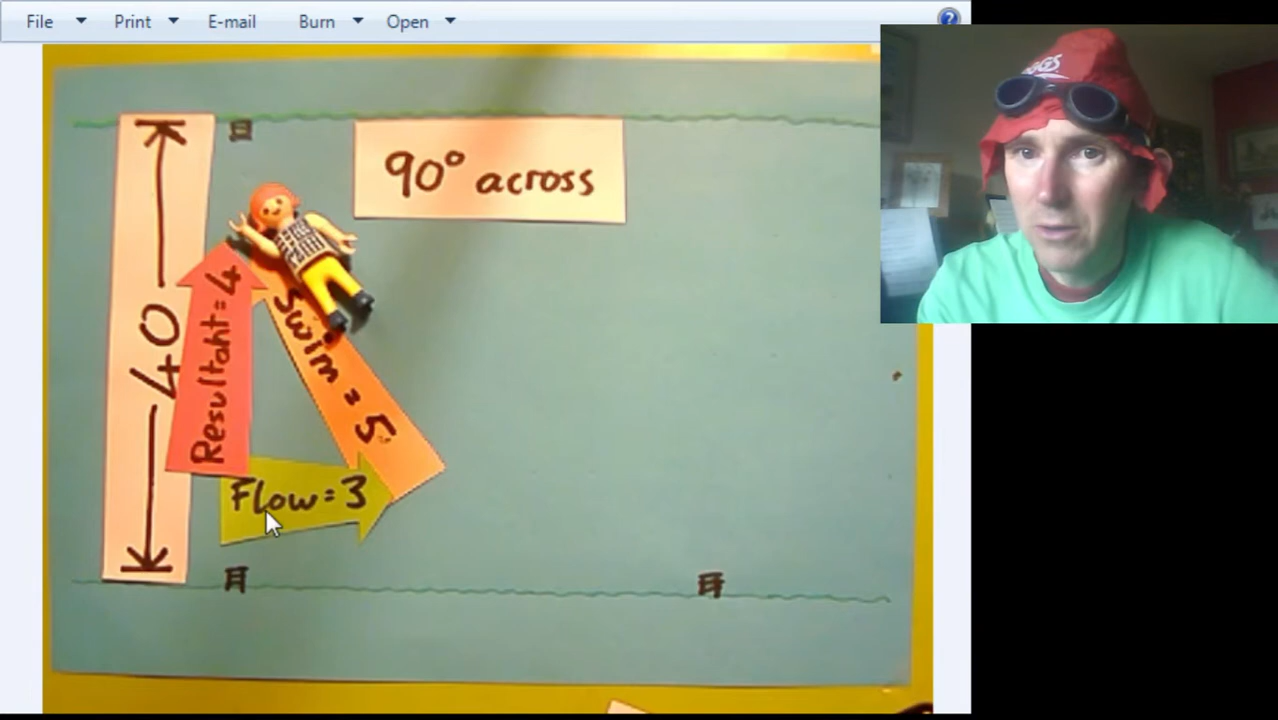 File Print E-mail Burn Open
90° across
40
Resultant = 4
Swim = 5
Flow = 3